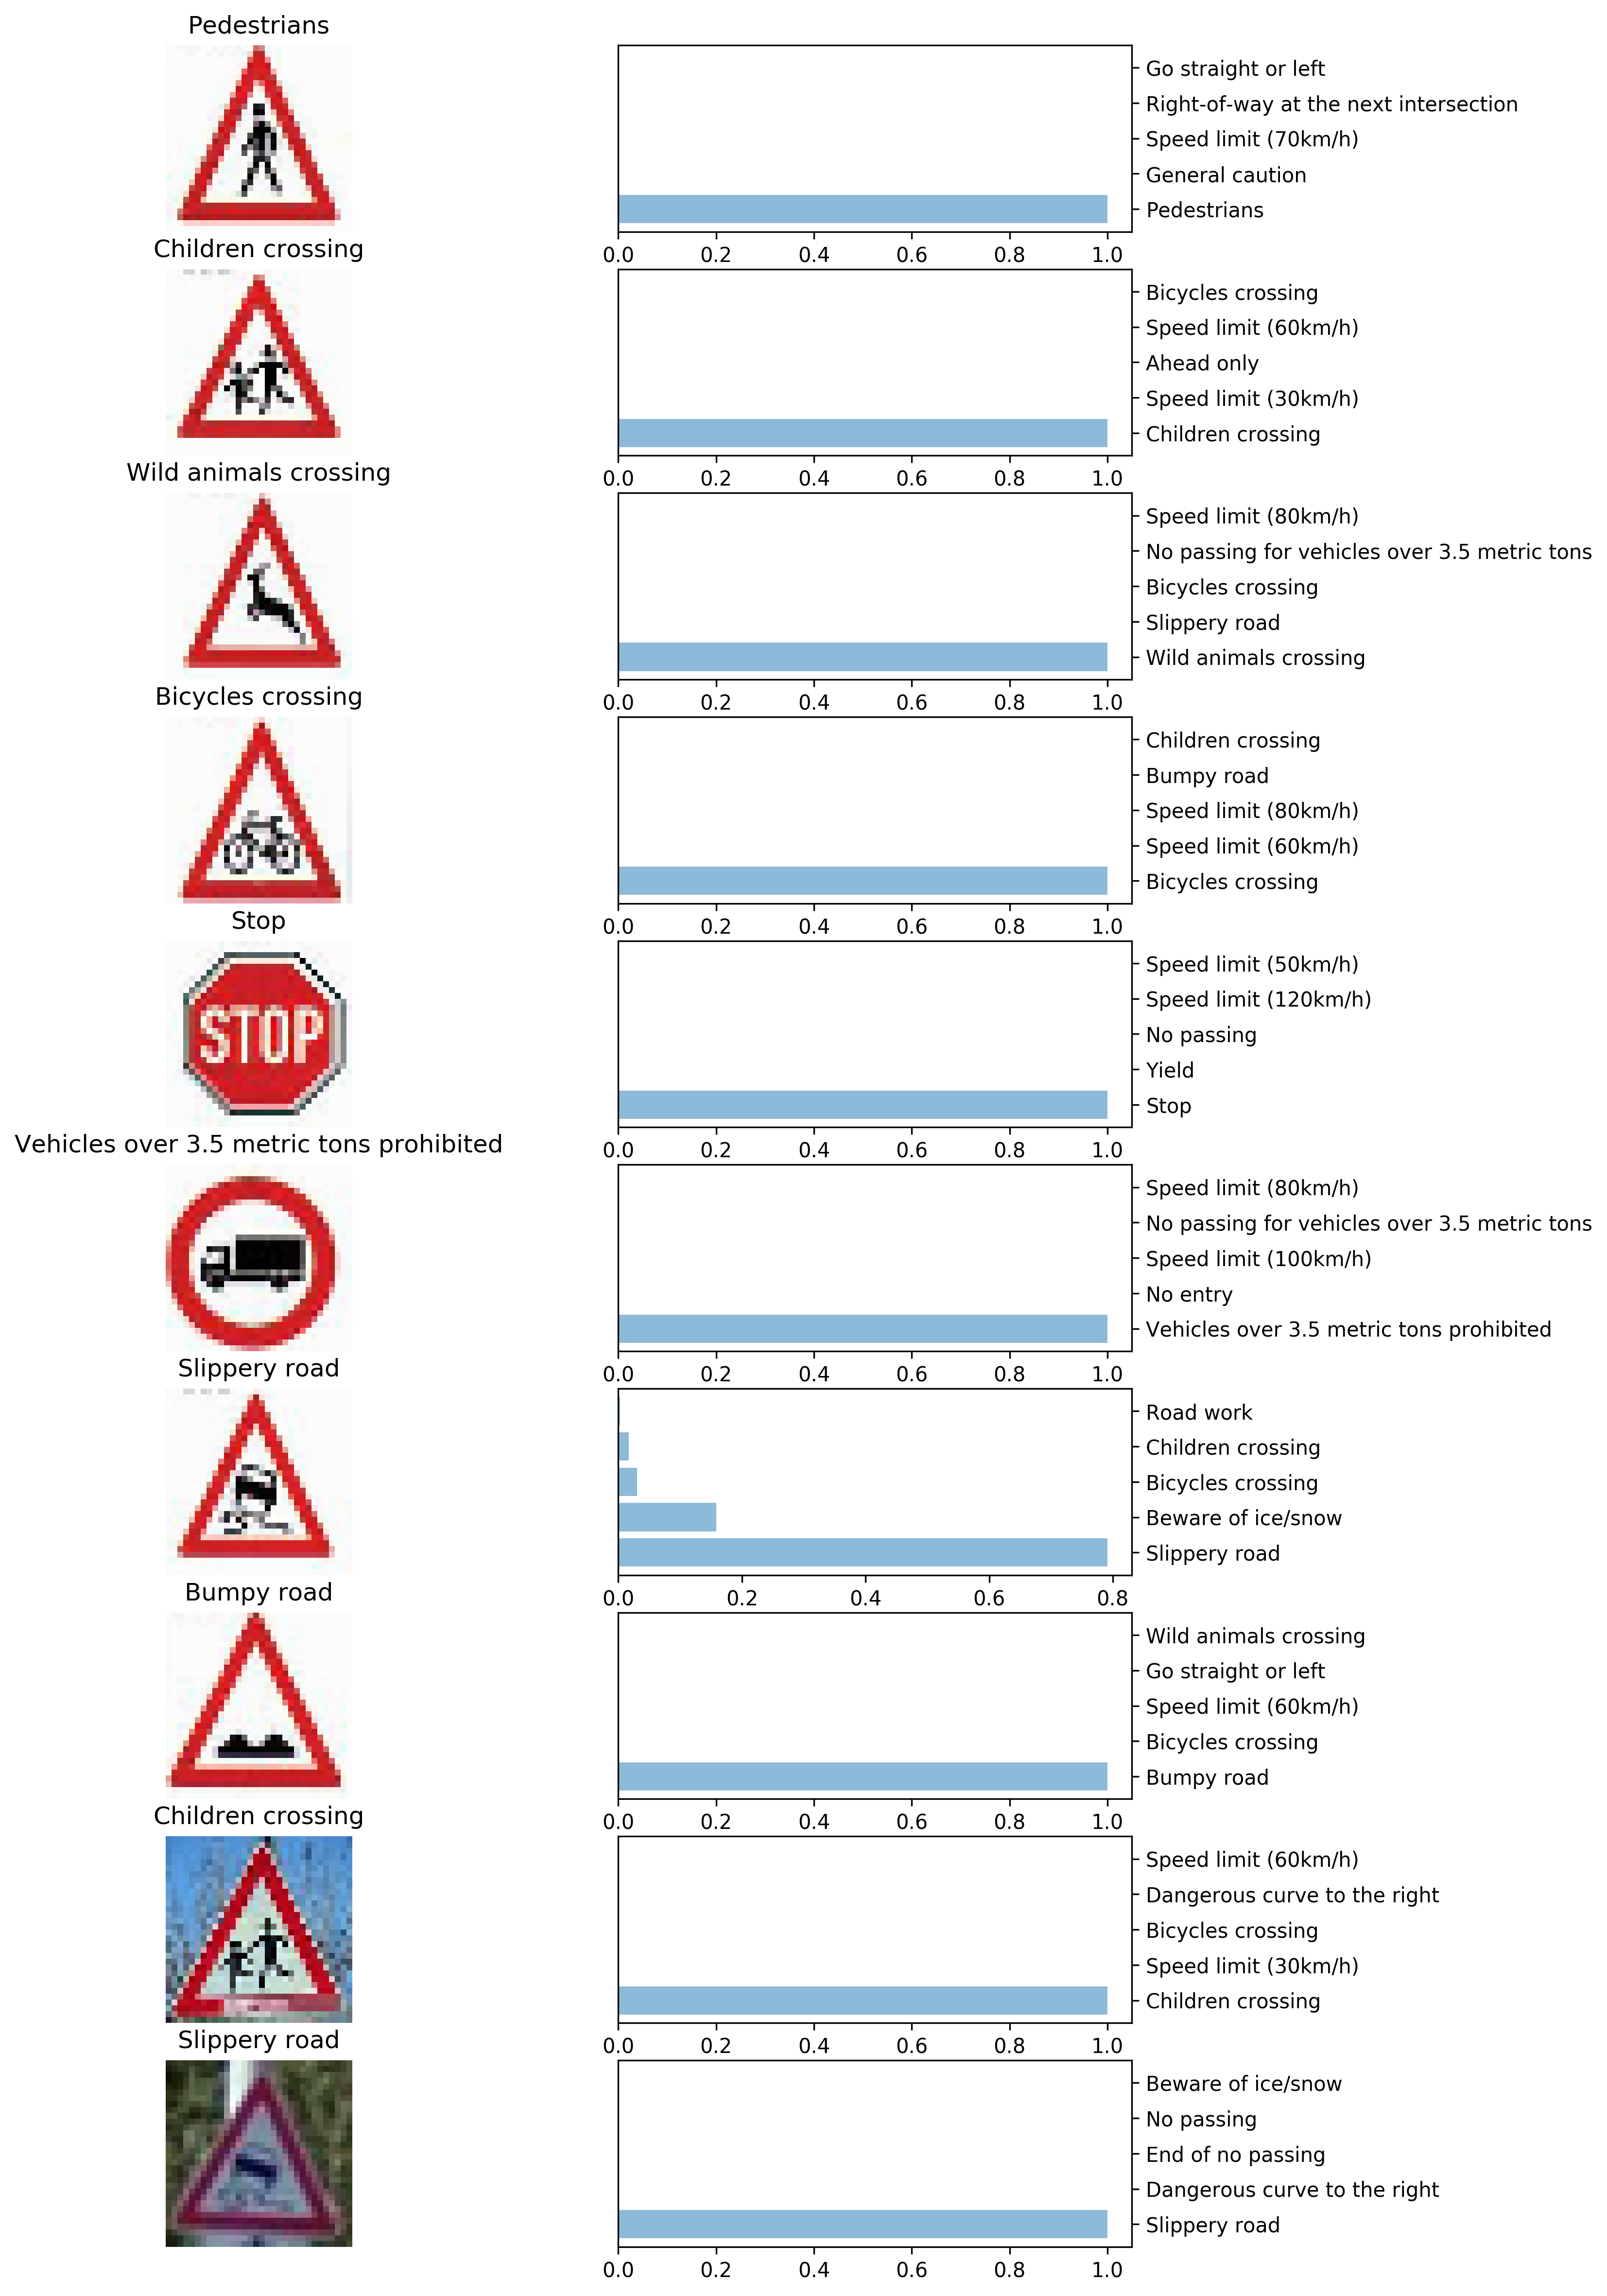 Pedestrians
Go straight or left
Right-of-way at the next intersection
Speed limit (70km/h)
General caution
Pedestrians
0.0 0.2 0.4 0.6 0.8 1.0
Children crossing
Bicycles crossing
Speed limit (60km/h)
Ahead only
Speed limit (30km/h)
Children crossing
0.0 0.2 0.4 0.6 0.8 1.0
Wild animals crossing
Speed limit (80km/h)
No passing for vehicles over 3.5 metric tons
Bicycles crossing
Slippery road
Wild animals crossing
0.0 0.2 0.4 0.6 0.8 1.0
Bicycles crossing
Children crossing
Bumpy road
Speed limit (80km/h)
Speed limit (60km/h)
Bicycles crossing
0.0 0.2 0.4 0.6 0.8 1.0
Stop
STOP
Speed limit (50km/h)
Speed limit (120km/h)
No passing
Yield
Stop
0.0 0.2 0.4 0.6 0.8 1.0
Vehicles over 3.5 metric tons prohibited
Speed limit (80km/h)
No passing for vehicles over 3.5 metric tons
Speed limit (100km/h)
No entry
Vehicles over 3.5 metric tons prohibited
0.0 0.2 0.4 0.6 0.8 1.0
Slippery road
Road work
Children crossing
Bicycles crossing
Beware of ice/snow
Slippery road
0.0 0.2 0.4 0.6 0.8
Bumpy road
Wild animals crossing
Go straight or left
Speed limit (60km/h)
Bicycles crossing
Bumpy road
0.0 0.2 0.4 0.6 0.8 1.0
Children crossing
Speed limit (60km/h)
Dangerous curve to the right
Bicycles crossing
Speed limit (30km/h)
Children crossing
0.0 0.2 0.4 0.6 0.8 1.0
Slippery road
Beware of ice/snow
No passing
End of no passing
Dangerous curve to the right
Slippery road
0.0 0.2 0.4 0.6 0.8 1.0